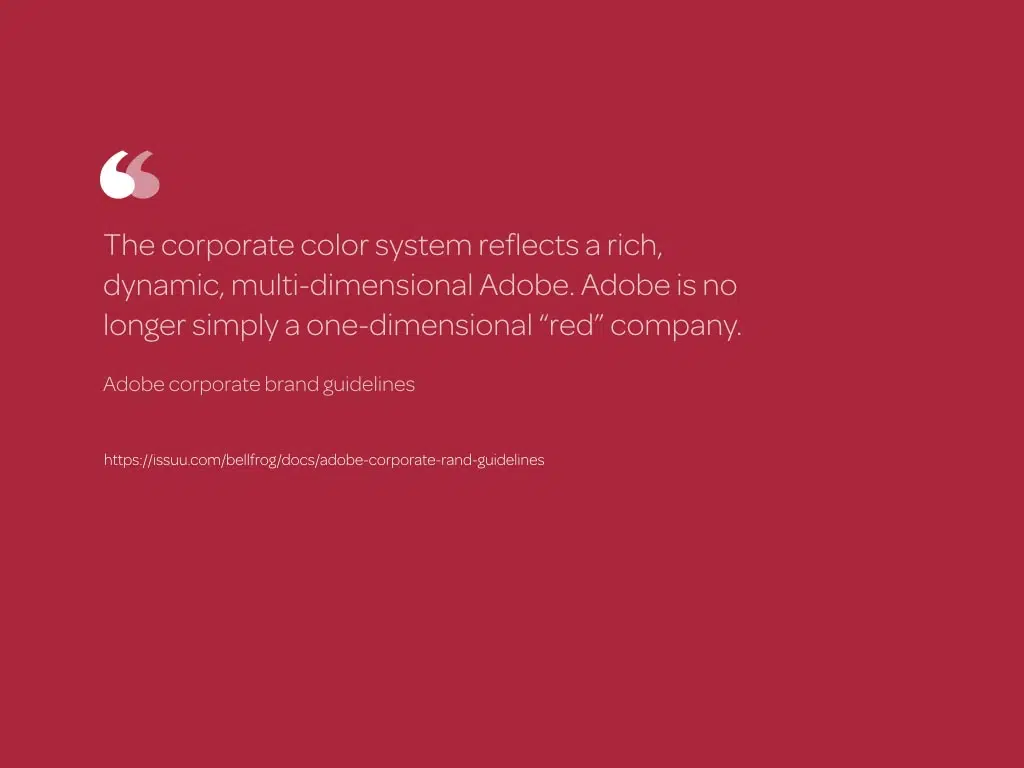 “
The corporate color system reflects a rich,
dynamic, multi-dimensional Adobe. Adobe is no
longer simply a one-dimensional “red” company.
Adobe corporate brand guidelines
https://issuu.com/bellfrog/docs/adobe-corporate-rand-guidelines